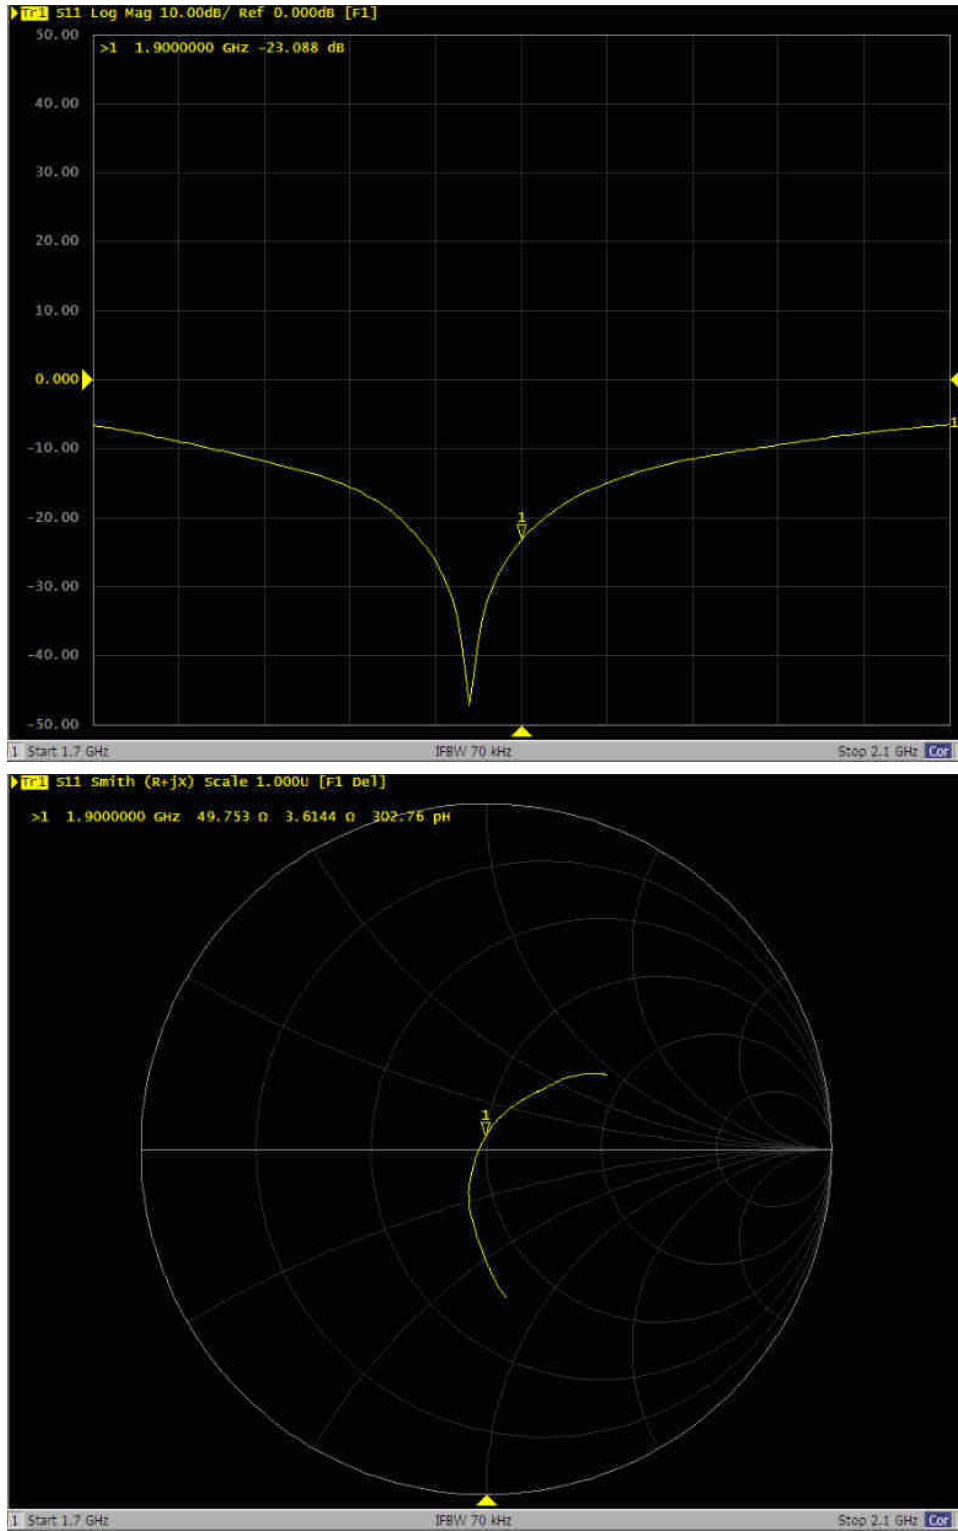 Tr1 S11 Log Mag 10.00dB/ Ref 0.000dB [F1]
50.00
>1 1.9000000 GHz -23.088 dB
40.00
30.00
20.00
10.00
0.000
1
-10.00
-20.00
1
-30.00
-40.00
-50.00
1 Start 1.7 GHz IFBW 70 kHz Stop 2.1 GHz Cor
Tr1 S11 Smith (R+jX) Scale 1.000U [F1 Del]
>1 1.9000000 GHz 49.753 Ω 3.6144 Ω 302.76 pH
1
1 Start 1.7 GHz IFBW 70 kHz Stop 2.1 GHz Cor